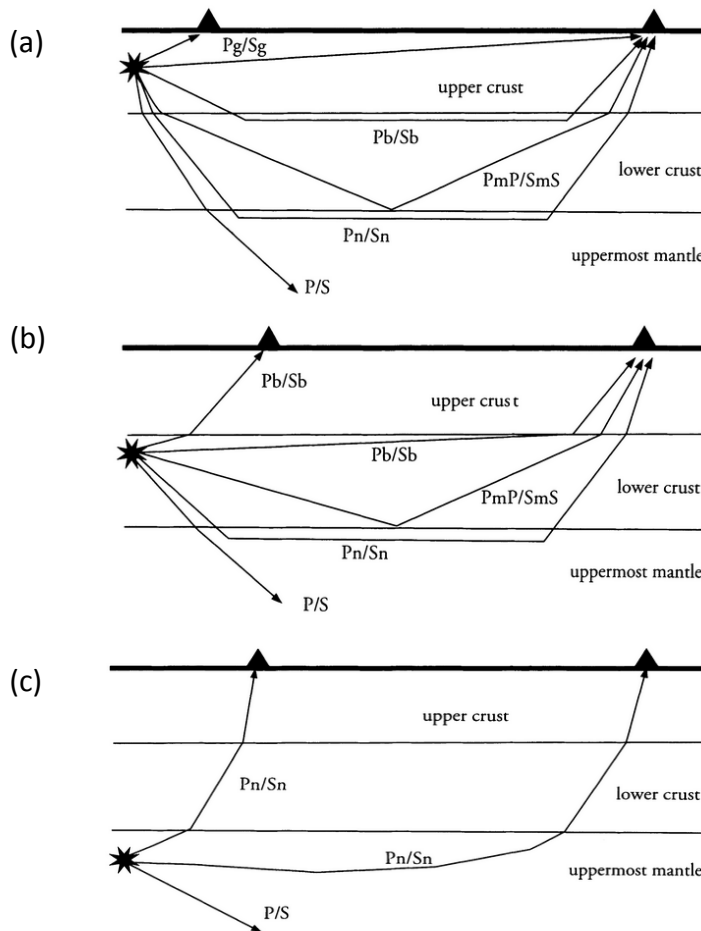 (a)
Pg/Sg
upper crust
Pb/Sb
PmP/SmS
lower crust
Pn/Sn
uppermost mantle
P/S
(b)
Pb/Sb
upper crust
Pb/Sb
lower crust
PmP/SmS
Pn/Sn
uppermost mantle
P/S
(c)
upper crust
Pn/Sn
lower crust
Pn/Sn
uppermost mantle
P/S